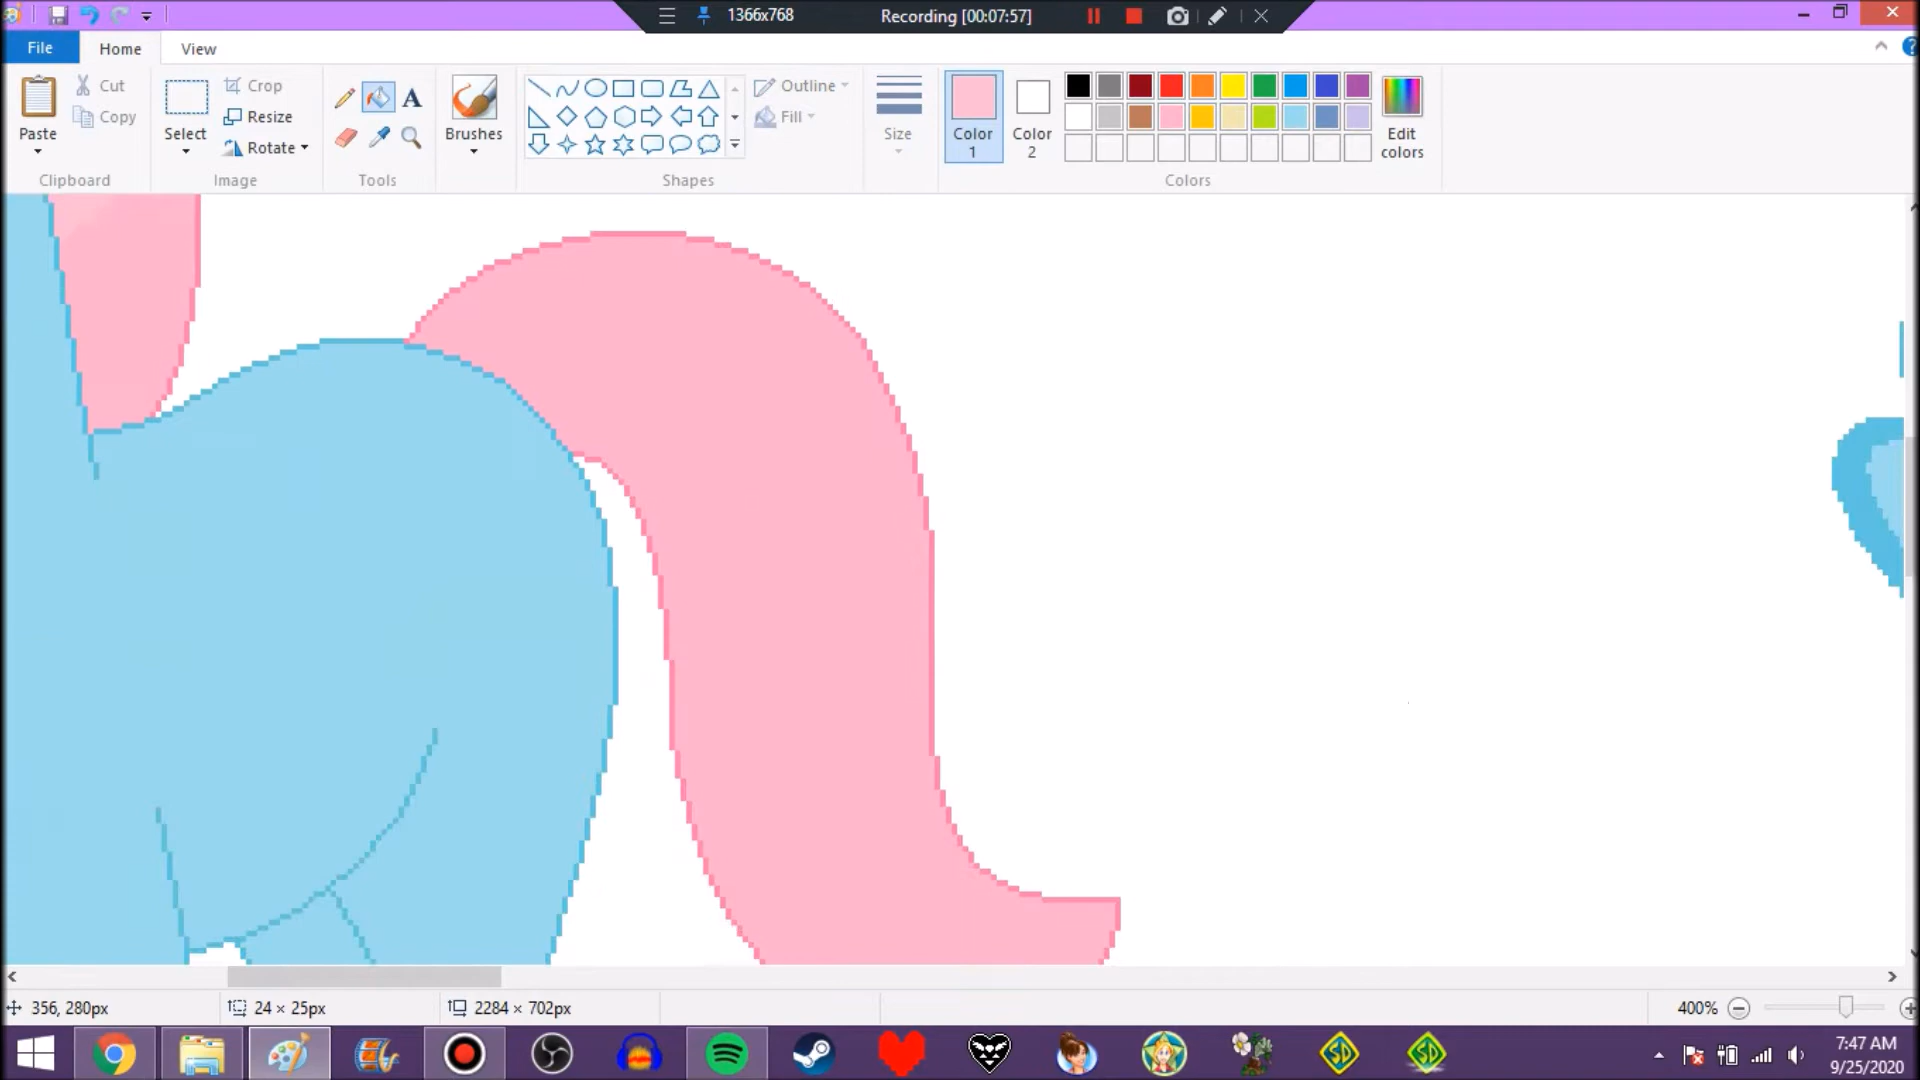 1366x768
Recording [00:07:57]
File
Home
View
Paste
Cut
Copy
Clipboard
Select
Crop
Resize
Rotate
Image
A
Tools
Brushes
Shapes
Outline
Fill
Size
Color
1
Color
2
Edit
colors
Colors
356, 280px
24 × 25px
2284 × 702px
400%
SD
SD
7:47 AM
9/25/2020